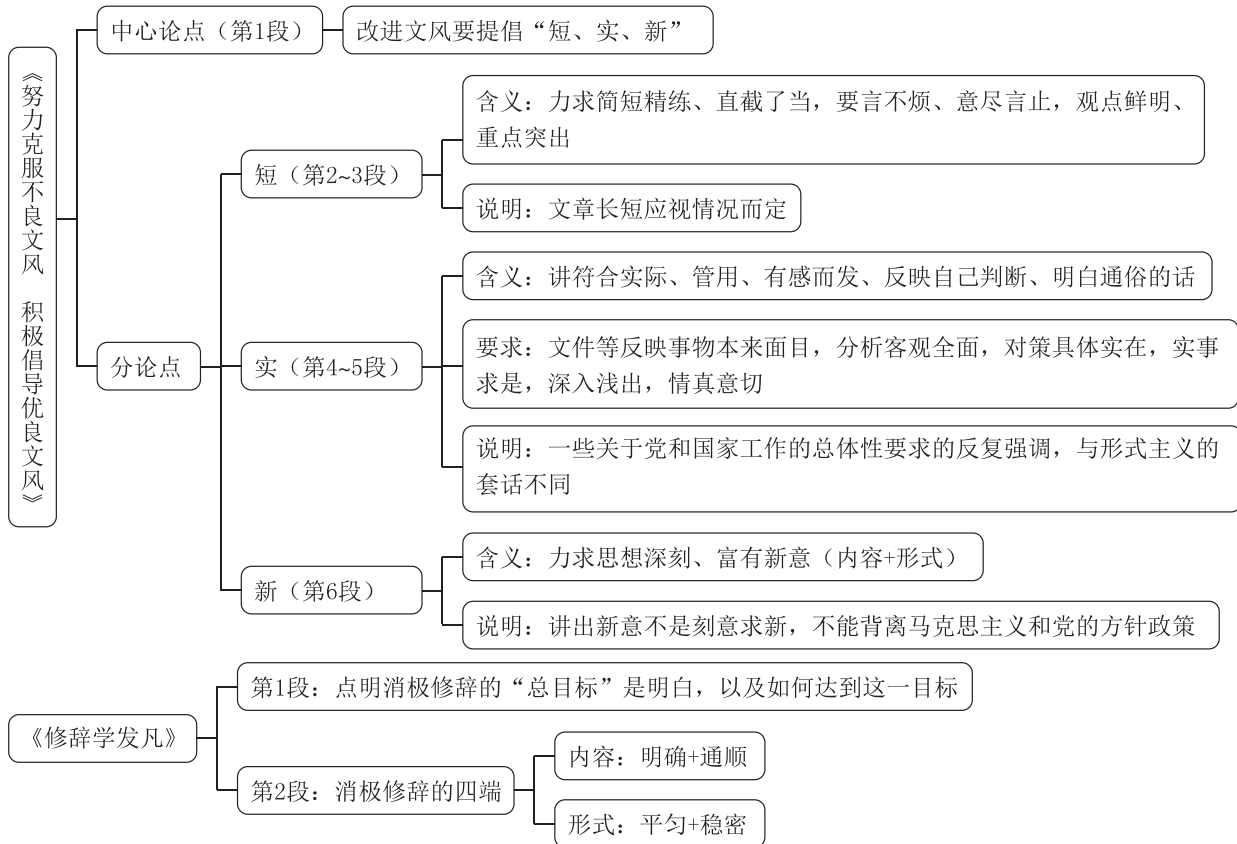 《努力克服不良文风　积极倡导优良文风》
中心论点（第1段）
改进文风要提倡“短、实、新”
分论点
短（第2~3段）
含义：力求简短精练、直截了当，要言不烦、意尽言止，观点鲜明、
重点突出
说明：文章长短应视情况而定
实（第4~5段）
含义：讲符合实际、管用、有感而发、反映自己判断、明白通俗的话
要求：文件等反映事物本来面目，分析客观全面，对策具体实在，实事
求是，深入浅出，情真意切
说明：一些关于党和国家工作的总体性要求的反复强调，与形式主义的
套话不同
新（第6段）
含义：力求思想深刻、富有新意（内容+形式）
说明：讲出新意不是刻意求新，不能背离马克思主义和党的方针政策
《修辞学发凡》
第1段：点明消极修辞的“总目标”是明白，以及如何达到这一目标
第2段：消极修辞的四端
内容：明确+通顺
形式：平匀+稳密